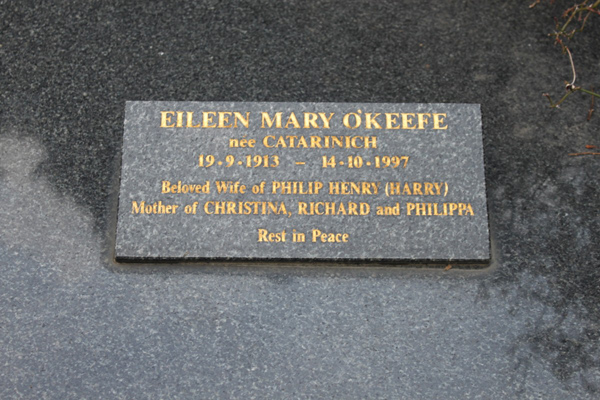 EILEEN MARY O'KEEFE
nee CATARINICH
19-9-1913 - 14-10-1997
Beloved Wife of PHILIP HENRY (HARRY)
Mother of CHRISTINA, RICHARD and PHILIPPA
Rest in Peace